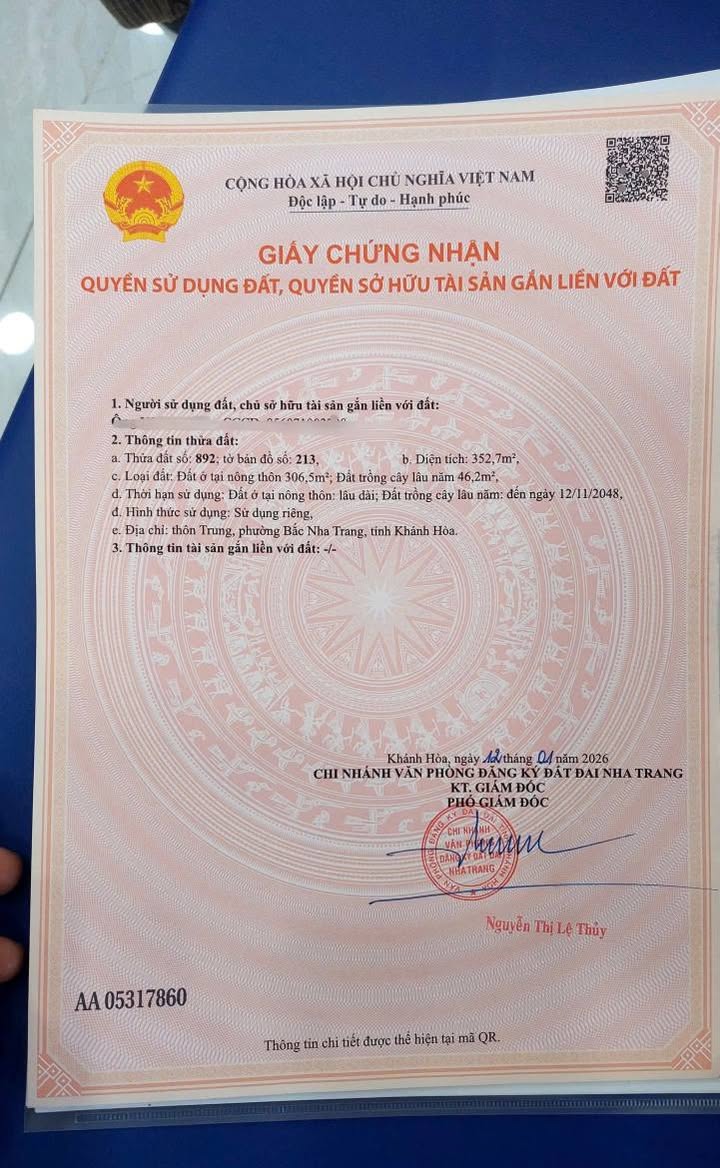 CỘNG HÒA XÃ HỘI CHỦ NGHĨA VIỆT NAM
Độc lập - Tự do - Hạnh phúc
GIẤY CHỨNG NHẬN
QUYỀN SỬ DỤNG ĐẤT, QUYỀN SỞ HỮU TÀI SẢN GẮN LIỀN VỚI ĐẤT
1. Người sử dụng đất, chủ sở hữu tài sản gắn liền với đất:
2. Thông tin thửa đất:
a. Thửa đất số: 892; tờ bản đồ số: 213, b. Diện tích: 352,7m²,
c. Loại đất: Đất ở tại nông thôn 306,5m²; Đất trồng cây lâu năm 46,2m²,
d. Thời hạn sử dụng: Đất ở tại nông thôn: lâu dài; Đất trồng cây lâu năm: đến ngày 12/11/2048,
đ. Hình thức sử dụng: Sử dụng riêng,
e. Địa chỉ: thôn Trung, phường Bắc Nha Trang, tỉnh Khánh Hòa.
3. Thông tin tài sản gắn liền với đất: -/-
Khánh Hòa, ngày 12 tháng 01 năm 2026
CHI NHÁNH VĂN PHÒNG ĐĂNG KÝ ĐẤT ĐAI NHA TRANG
KT. GIÁM ĐỐC
PHÓ GIÁM ĐỐC
CHI NHÁNH
VĂN
ĐĂNG KÝ ĐẤT
NHA TRANG
Nguyễn Thị Lệ Thủy
AA 05317860
Thông tin chi tiết được thể hiện tại mã QR.